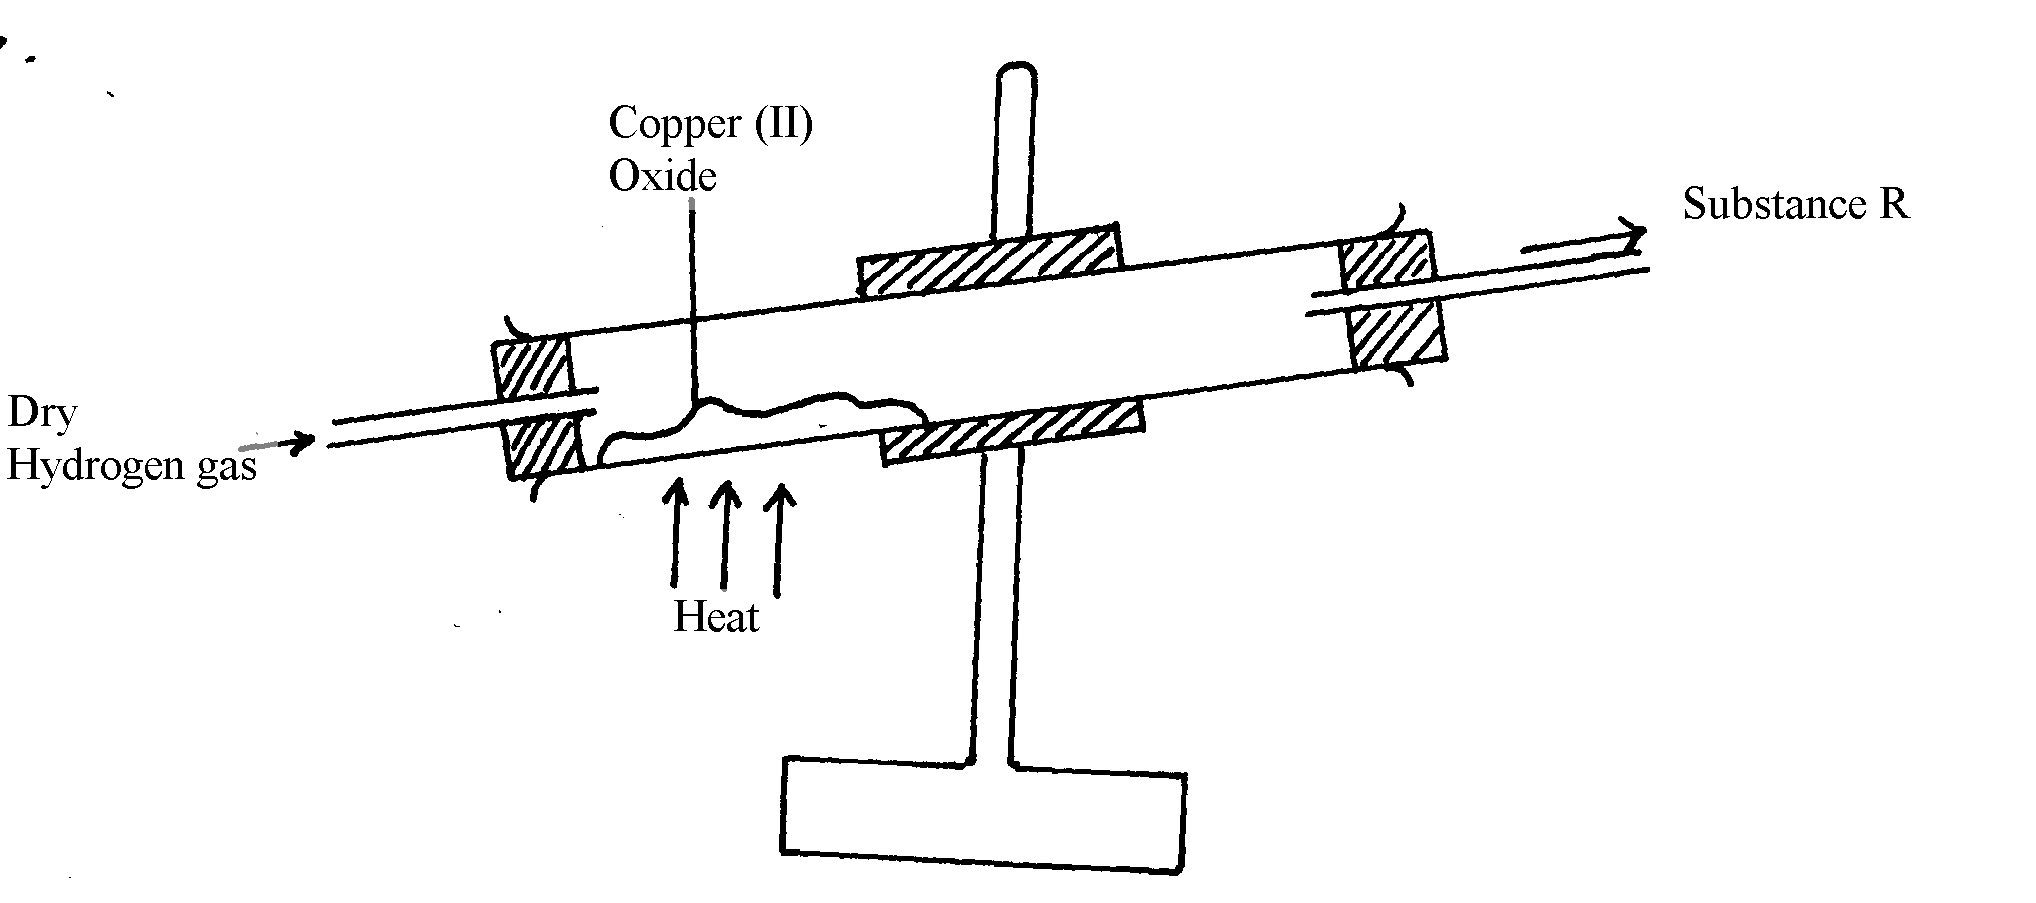 Copper (II)
Oxide
Substance R
Dry
Hydrogen gas
Heat